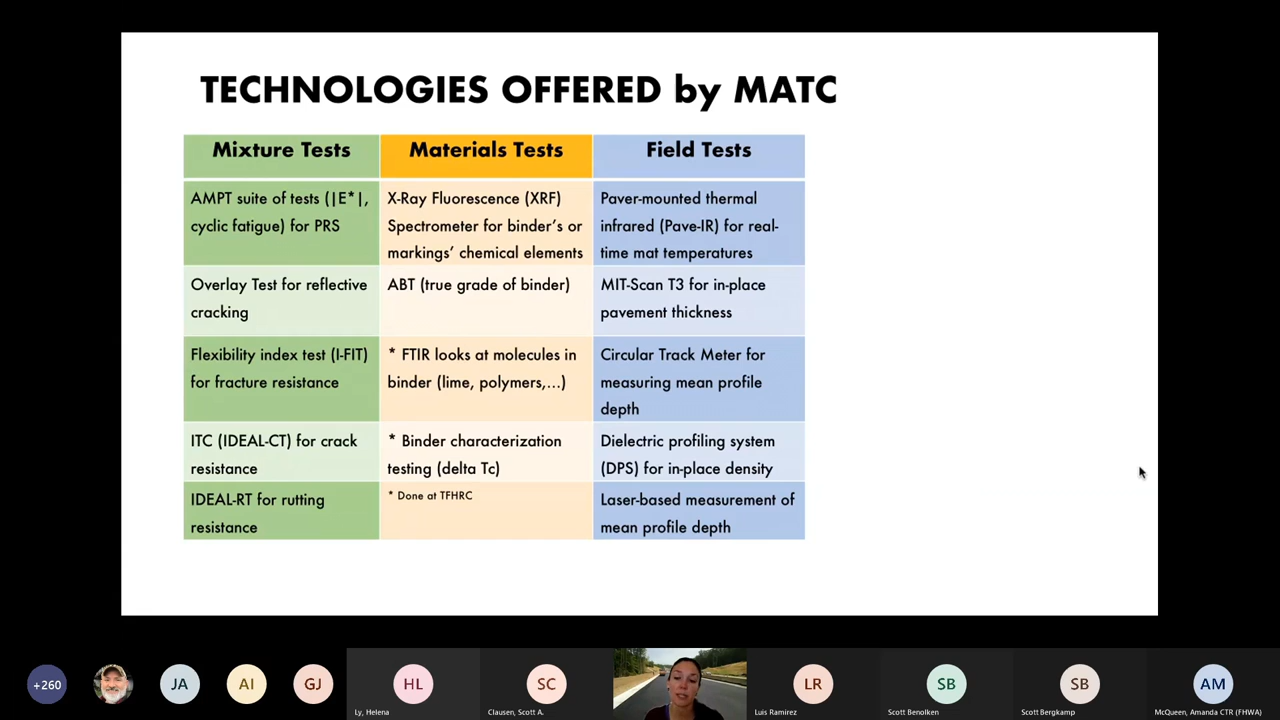 TECHNOLOGIES OFFERED by MATC
Mixture Tests
Materials Tests
Field Tests
AMPT suite of tests (|E*|,
cyclic fatigue) for PRS
X-Ray Fluorescence (XRF)
Spectrometer for binder's or
markings' chemical elements
Paver-mounted thermal
infrared (Pave-IR) for real-
time mat temperatures
Overlay Test for reflective
cracking
ABT (true grade of binder)
MIT-Scan T3 for in-place
pavement thickness
Flexibility index test (I-FIT)
for fracture resistance
* FTIR looks at molecules in
binder (lime, polymers,...)
Circular Track Meter for
measuring mean profile
depth
ITC (IDEAL-CT) for crack
resistance
* Binder characterization
testing (delta Tc)
Dielectric profiling system
(DPS) for in-place density
IDEAL-RT for rutting
resistance
* Done at TFHRC
Laser-based measurement of
mean profile depth
+260
JA
AI
GJ
HL
Ly, Helena
SC
Clausen, Scott A.
LR
Luis Ramirez
SB
Scott Benolken
SB
Scott Bergkamp
AM
McQueen, Amanda CTR (FHWA)